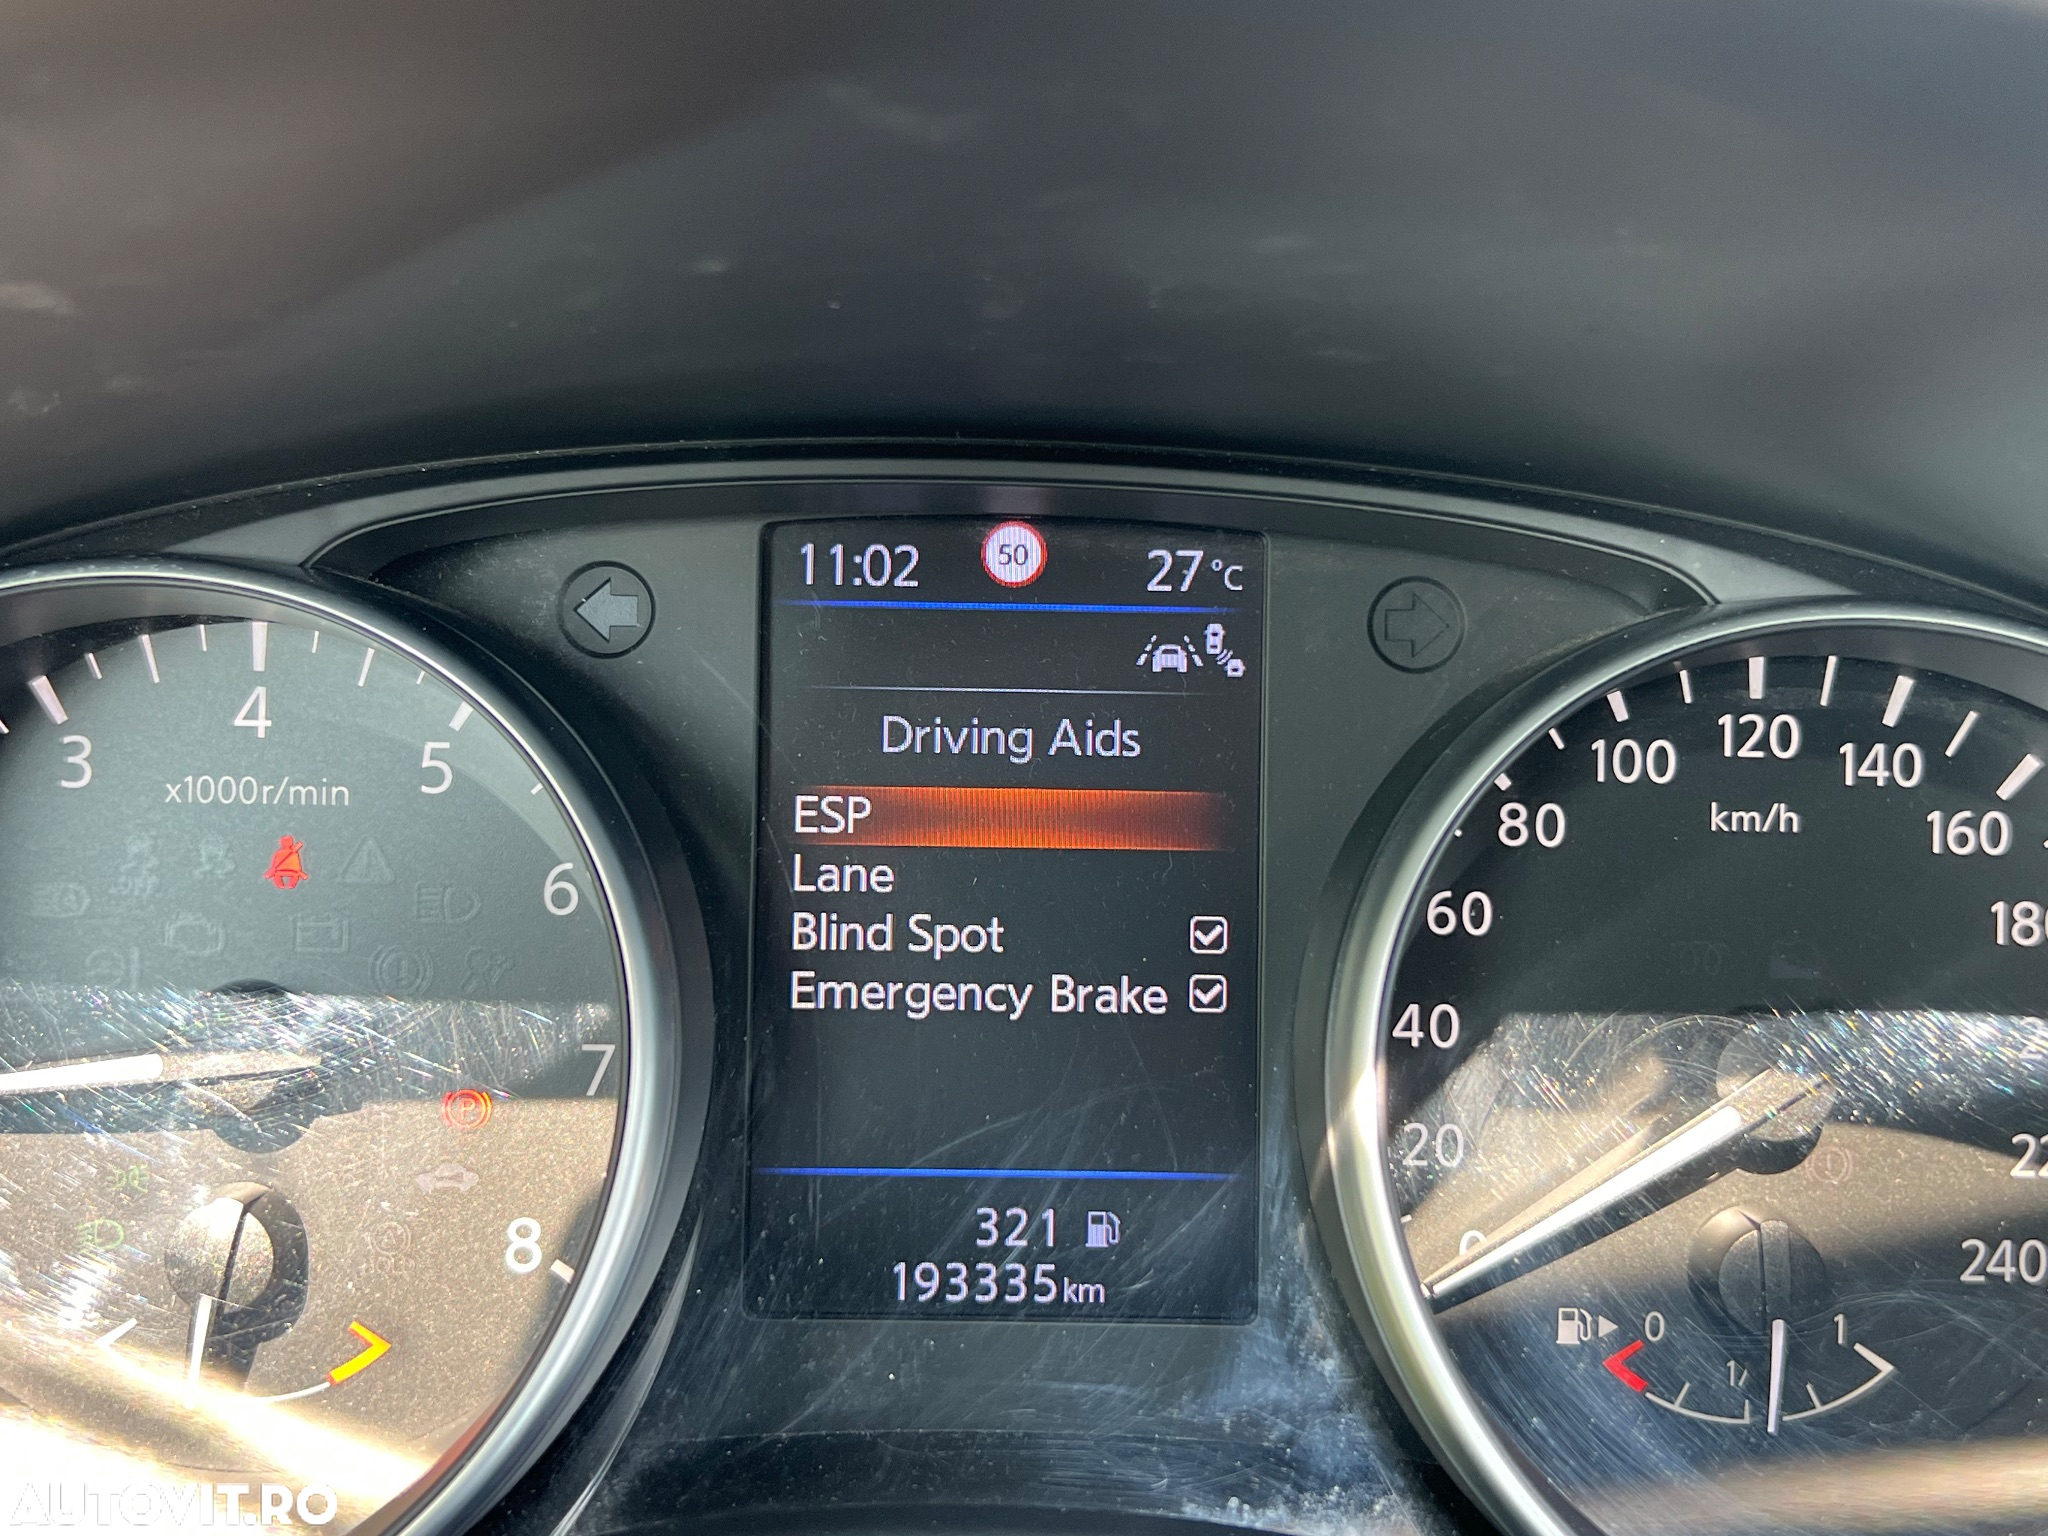 11:02 50 27 °C
Driving Aids
ESP
Lane
Blind Spot
Emergency Brake
321
193335km
3 4 5 6 7 8
x1000r/min
P
0 20 40 60 80 100 120 140 160 240
km/h
0 1
AUTOVIT.RO